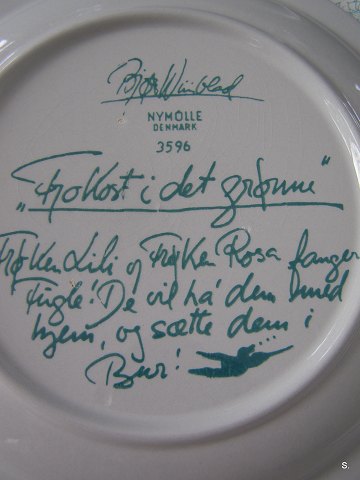 Bjørn Wiinblad
NYMÖLLE
DENMARK
3596
„Frokost i det grønne"
Frøken Lili og Frøken Rosa fanger
fugle! De vil ha' dem med
hjem, og sætte dem i
Bur!
S.